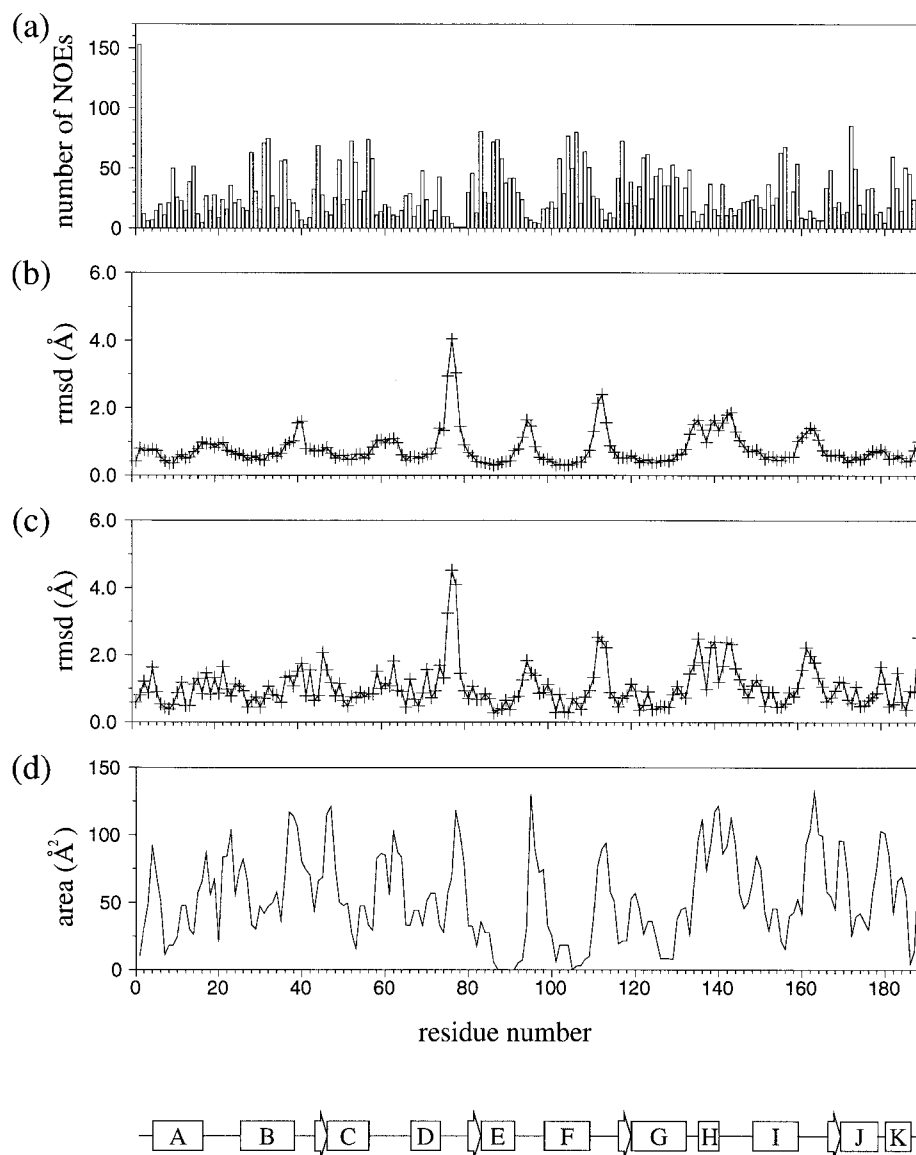 (a)
number of NOEs
150
100
50
0
(b)
rmsd (Å)
6.0
4.0
2.0
0.0
(c)
rmsd (Å)
6.0
4.0
2.0
0.0
(d)
area (Å²)
150
100
50
0
0 20 40 60 80 100 120 140 160 180
residue number
A B C D E F G H I J K